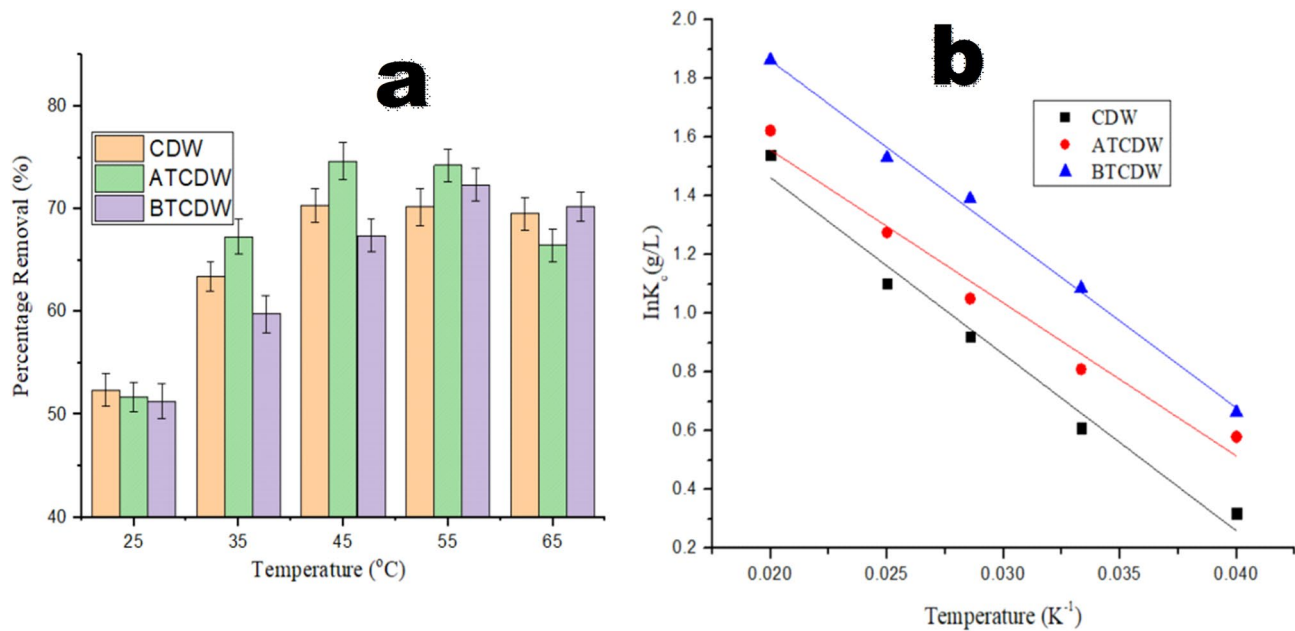 a
CDW
ATCDW
BTCDW
Percentage Removal (%)
80
70
60
50
40
25 35 45 55 65
Temperature (°C)
b
CDW
ATCDW
BTCDW
InKc (g/L)
2.0
1.8
1.6
1.4
1.2
1.0
0.8
0.6
0.4
0.2
0.020 0.025 0.030 0.035 0.040
Temperature (K⁻¹)